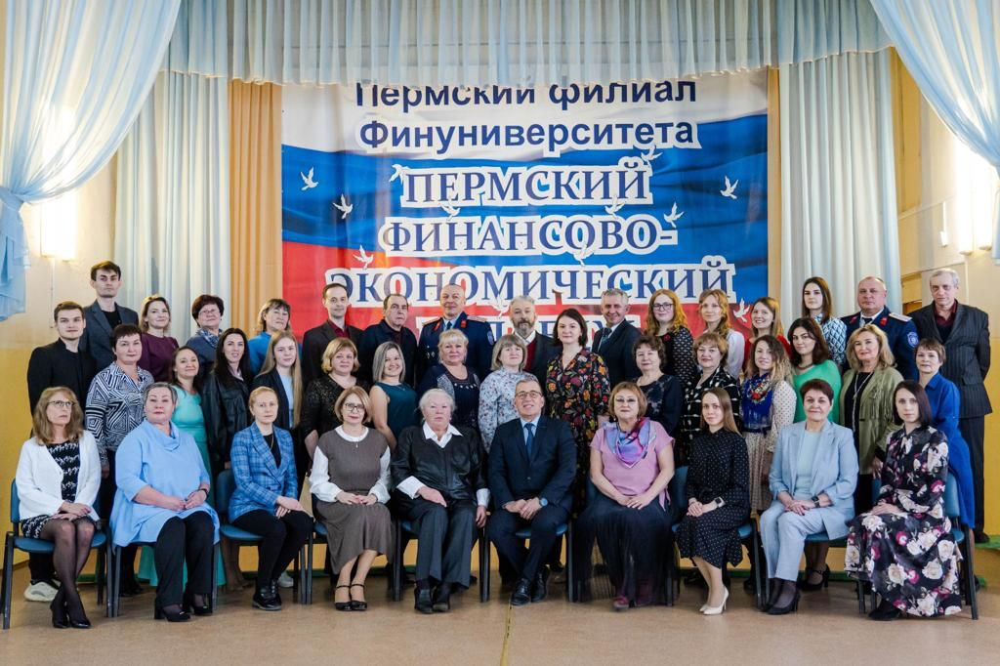 Пермский филиал
Финуниверситета
ПЕРМСКИЙ
ФИНАНСОВО-
ЭКОНОМИЧЕСКИЙ